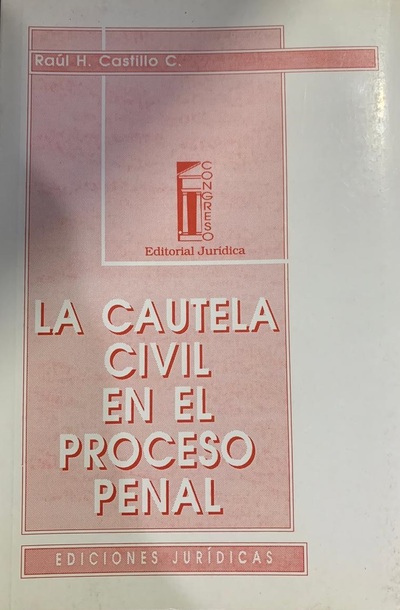 Raúl H. Castillo C.
CONGRESO
Editorial Jurídica
LA CAUTELA
CIVIL
EN EL
PROCESO
PENAL
EDICIONES JURÍDICAS